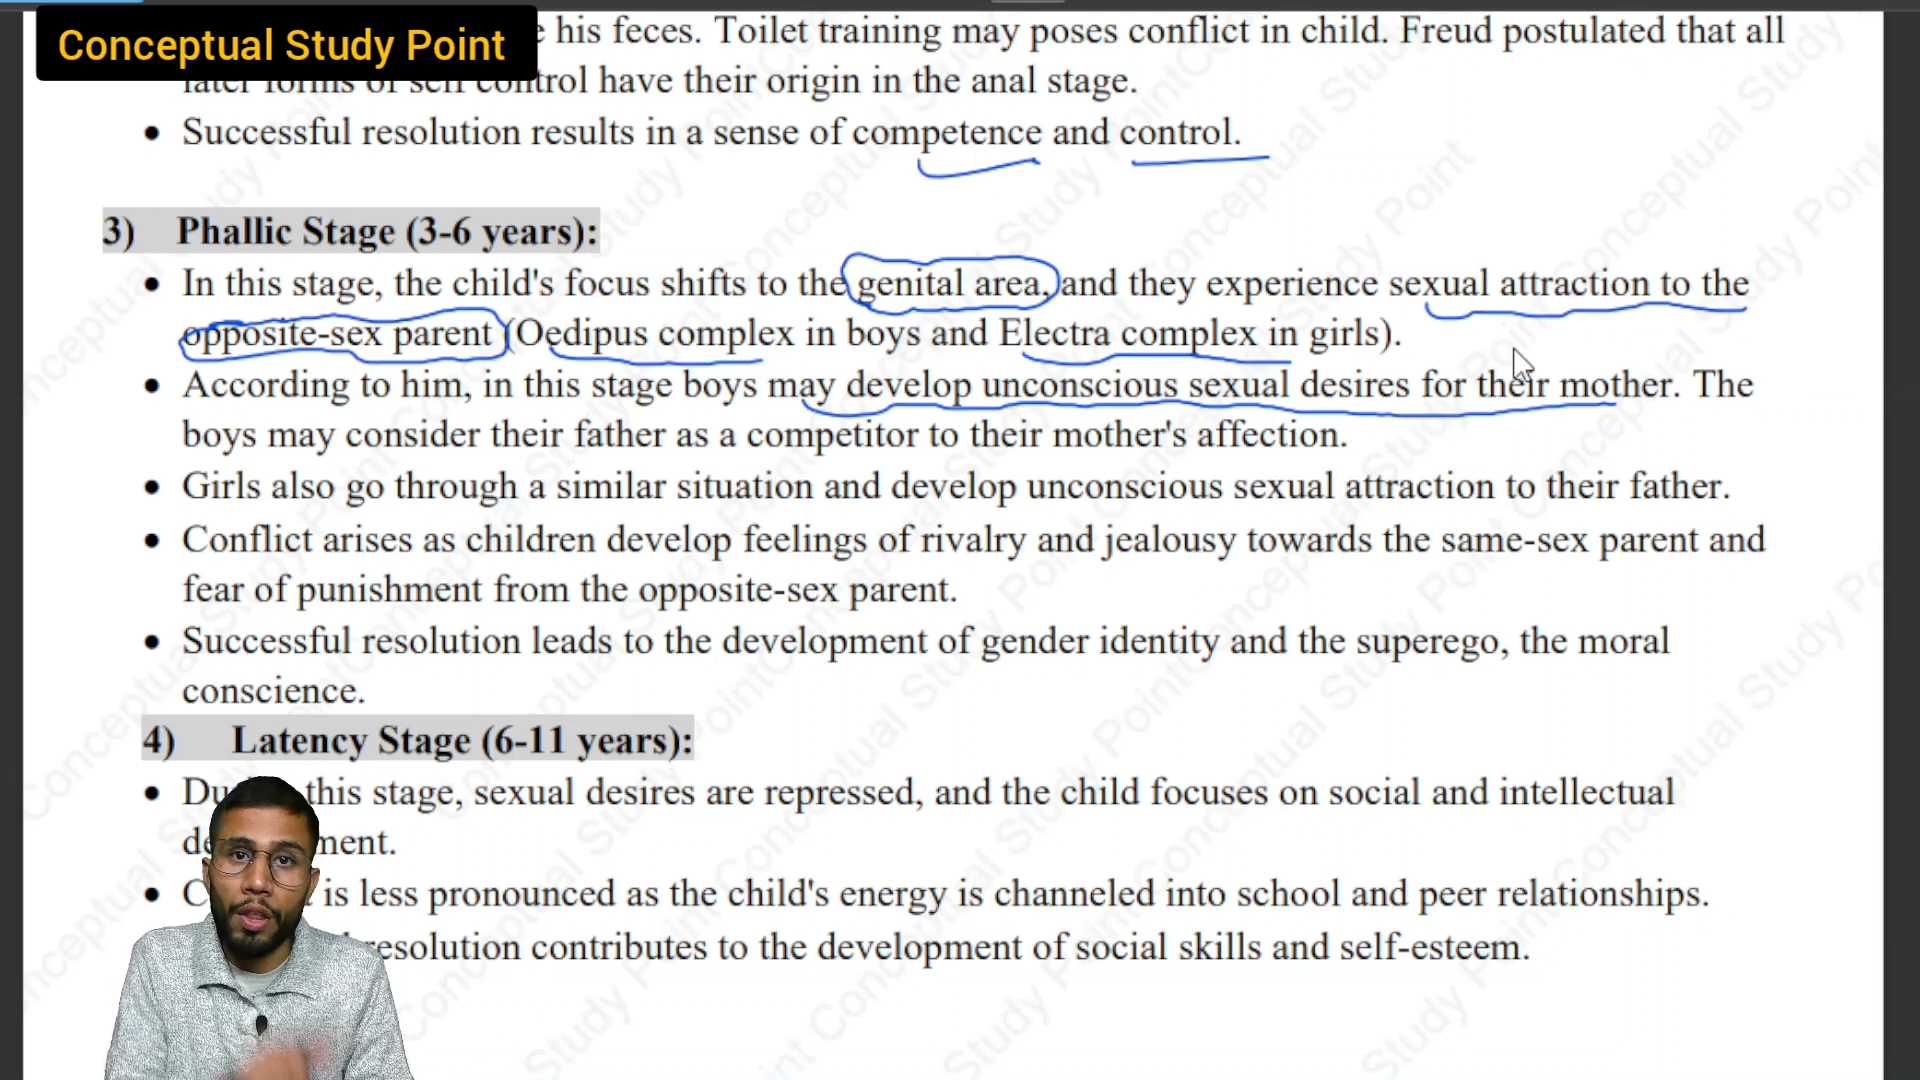 Conceptual Study Point
his feces. Toilet training may poses conflict in child. Freud postulated that all
later forms of self control have their origin in the anal stage.
• Successful resolution results in a sense of competence and control.
3) Phallic Stage (3-6 years):
• In this stage, the child's focus shifts to the genital area, and they experience sexual attraction to the
opposite-sex parent (Oedipus complex in boys and Electra complex in girls).
• According to him, in this stage boys may develop unconscious sexual desires for their mother. The
boys may consider their father as a competitor to their mother's affection.
• Girls also go through a similar situation and develop unconscious sexual attraction to their father.
• Conflict arises as children develop feelings of rivalry and jealousy towards the same-sex parent and
fear of punishment from the opposite-sex parent.
• Successful resolution leads to the development of gender identity and the superego, the moral
conscience.
4) Latency Stage (6-11 years):
• this stage, sexual desires are repressed, and the child focuses on social and intellectual
• is less pronounced as the child's energy is channeled into school and peer relationships.
resolution contributes to the development of social skills and self-esteem.